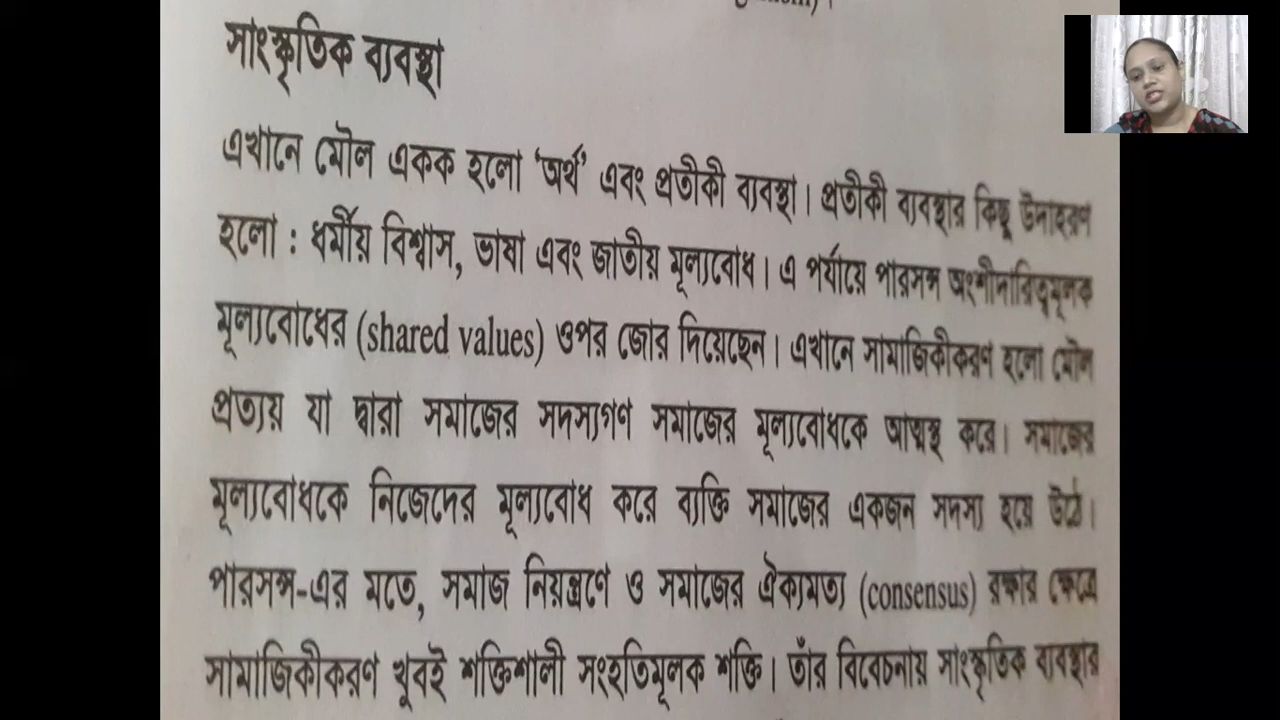 সাংস্কৃতিক ব্যবস্থা
এখানে মৌল একক হলো ‘অর্থ’ এবং প্রতীকী ব্যবস্থা। প্রতীকী ব্যবস্থার কিছু উদাহরণ
হলো : ধর্মীয় বিশ্বাস, ভাষা এবং জাতীয় মূল্যবোধ। এ পর্যায়ে পারসন্স অংশীদারিত্বমূলক
মূল্যবোধের (shared values) ওপর জোর দিয়েছেন। এখানে সামাজিকীকরণ হলো মৌল
প্রত্যয় যা দ্বারা সমাজের সদস্যগণ সমাজের মূল্যবোধকে আত্মস্থ করে। সমাজের
মূল্যবোধকে নিজেদের মূল্যবোধ করে ব্যক্তি সমাজের একজন সদস্য হয়ে উঠে।
পারসন্স-এর মতে, সমাজ নিয়ন্ত্রণে ও সমাজের ঐক্যমত্য (consensus) রক্ষার ক্ষেত্রে
সামাজিকীকরণ খুবই শক্তিশালী সংহতিমূলক শক্তি। তাঁর বিবেচনায় সাংস্কৃতিক ব্যবস্থার